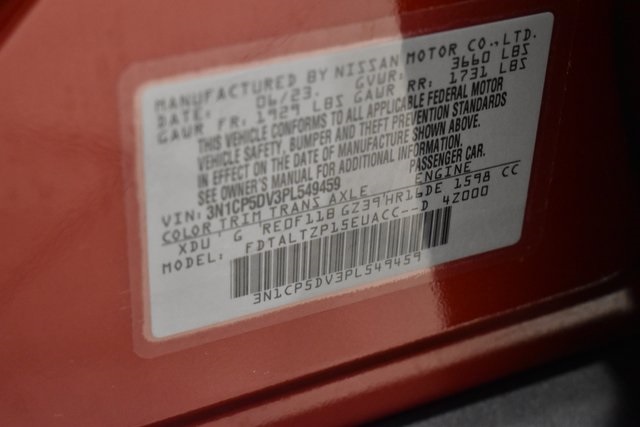 MANUFACTURED BY NISSAN MOTOR CO., LTD.
DATE: 06/23. GVWR: 3660 LBS
GAWR FR: 1929 LBS GAWR RR: 1731 LBS
THIS VEHICLE CONFORMS TO ALL APPLICABLE FEDERAL MOTOR
VEHICLE SAFETY, BUMPER AND THEFT PREVENTION STANDARDS
IN EFFECT ON THE DATE OF MANUFACTURE SHOWN ABOVE.
SEE OWNER'S MANUAL FOR ADDITIONAL INFORMATION.
VIN: 3N1CP5DV3PL549459 PASSENGER CAR.
COLOR TRIM TRANS AXLE ENGINE
XDU G RE0F11B GZ39 HR16DE 1598 CC
MODEL: FDTALTZP15EUACC--D 4Z000
3N1CP5DV3PL549459